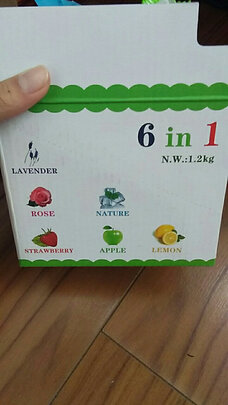 6 in 1
N.W.:1.2kg
LAVENDER
ROSE
NATURE
STRAWBERRY
APPLE
LEMON